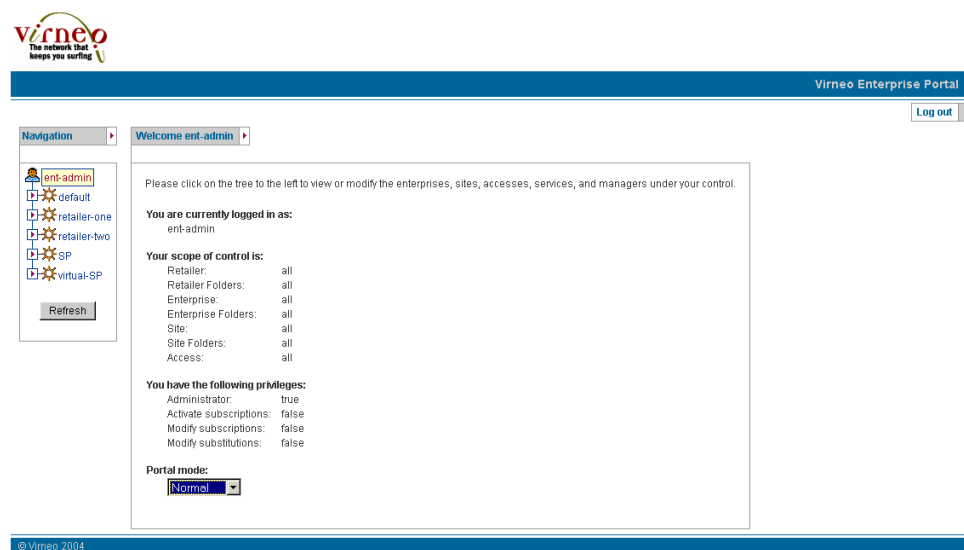 Virneo
The network that
keeps you surfing
Virneo Enterprise Portal
Log out
Navigation
Welcome ent-admin
ent-admin
default
retailer-one
retailer-two
SP
virtual-SP
Refresh
Please click on the tree to the left to view or modify the enterprises, sites, accesses, services, and managers under your control.
You are currently logged in as:
ent-admin
Your scope of control is:
Retailer: all
Retailer Folders: all
Enterprise: all
Enterprise Folders: all
Site: all
Site Folders: all
Access: all
You have the following privileges:
Administrator: true
Activate subscriptions: false
Modify subscriptions: false
Modify substitutions: false
Portal mode:
Normal
© Virneo 2004